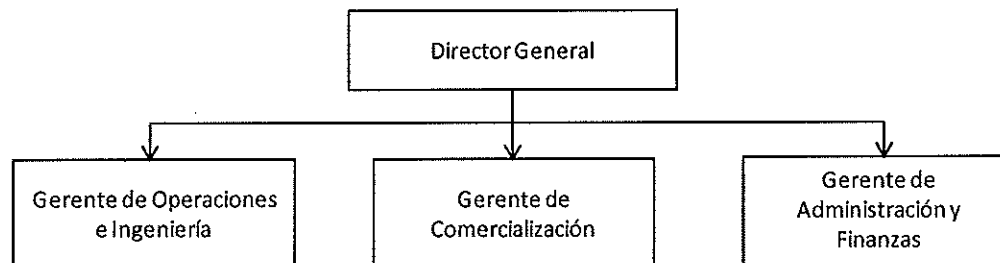 Director General
Gerente de Operaciones
e Ingeniería
Gerente de
Comercialización
Gerente de
Administración y
Finanzas